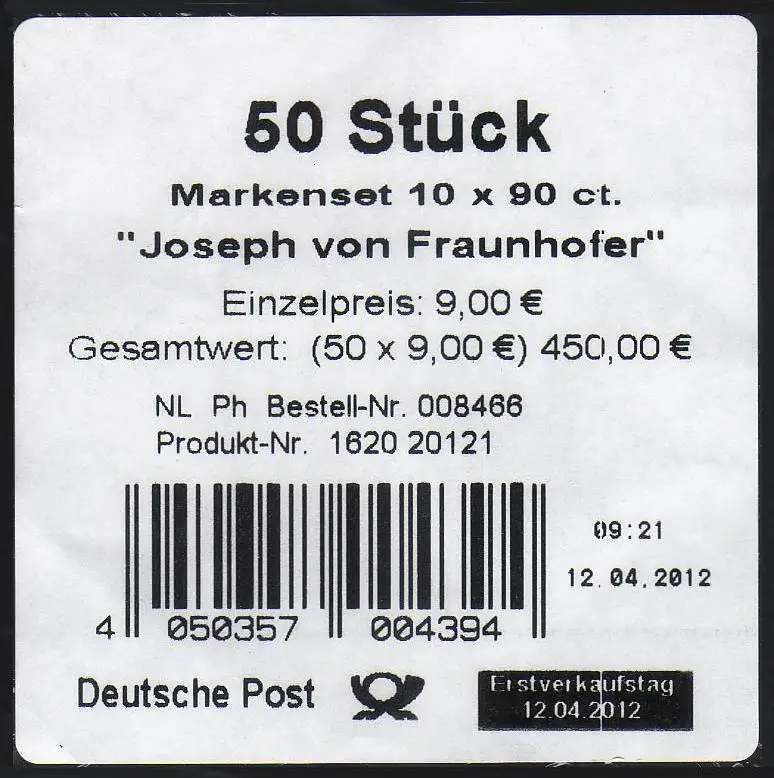 50 Stück
Markenset 10 x 90 ct.
"Joseph von Fraunhofer"
Einzelpreis: 9,00 €
Gesamtwert: (50 x 9,00 €) 450,00 €
NL Ph Bestell-Nr. 008466
Produkt-Nr. 1620 20121
09:21
12.04.2012
4 050357 004394
Deutsche Post
Erstverkaufstag
12.04.2012